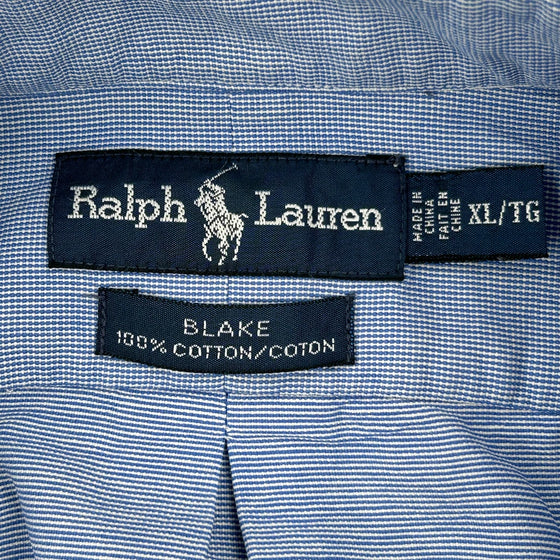 Ralph Lauren
MADE IN
CHINA
FAIT EN
CHINE
XL/TG
BLAKE
100% COTTON/COTON